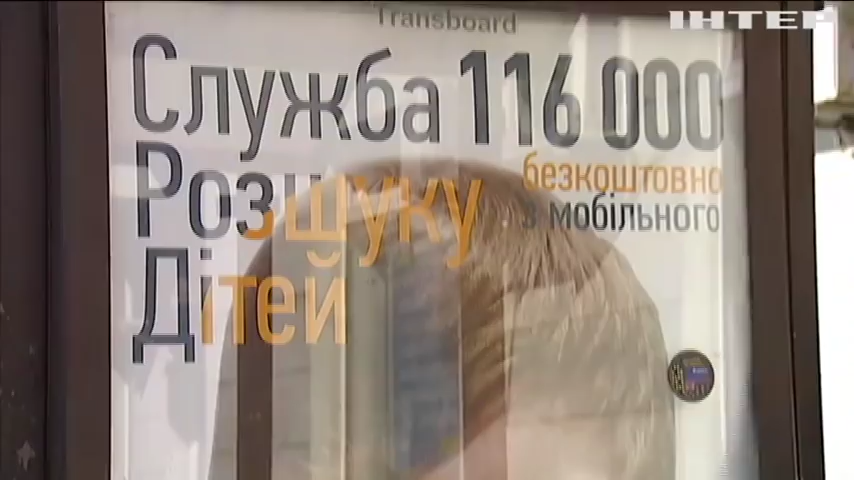 Transboard
ІНТЕР
Служба 116 000
Розшуку
безкоштовно
з мобільного
Дітей